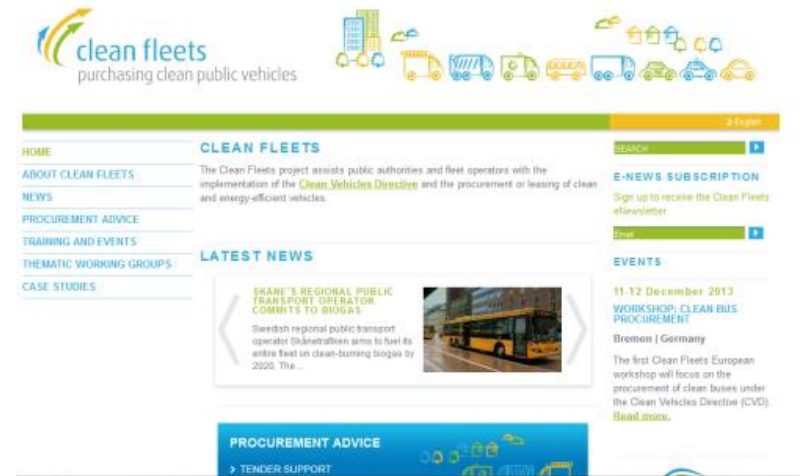 clean fleets
purchasing clean public vehicles
English
HOME
ABOUT CLEAN FLEETS
NEWS
PROCUREMENT ADVICE
TRAINING AND EVENTS
THEMATIC WORKING GROUPS
CASE STUDIES
CLEAN FLEETS
The Clean Fleets project assists public authorities and fleet operators with the
implementation of the Clean Vehicles Directive and the procurement or leasing of clean
and energy-efficient vehicles.
LATEST NEWS
SKÅNE'S REGIONAL PUBLIC
TRANSPORT OPERATOR
COMMITS TO BIOGAS
Swedish regional public transport
operator Skånetrafiken aims to fuel its
entire fleet on clean-burning biogas by
2020. The ...
PROCUREMENT ADVICE
> TENDER SUPPORT
SEARCH
E-NEWS SUBSCRIPTION
Sign up to receive the Clean Fleets
eNewsletter
Email
EVENTS
11-12 December 2013
WORKSHOP: CLEAN BUS
PROCUREMENT
Bremen | Germany
The first Clean Fleets European
workshop will focus on the
procurement of clean buses under
the Clean Vehicles Directive (CVD).
Read more.